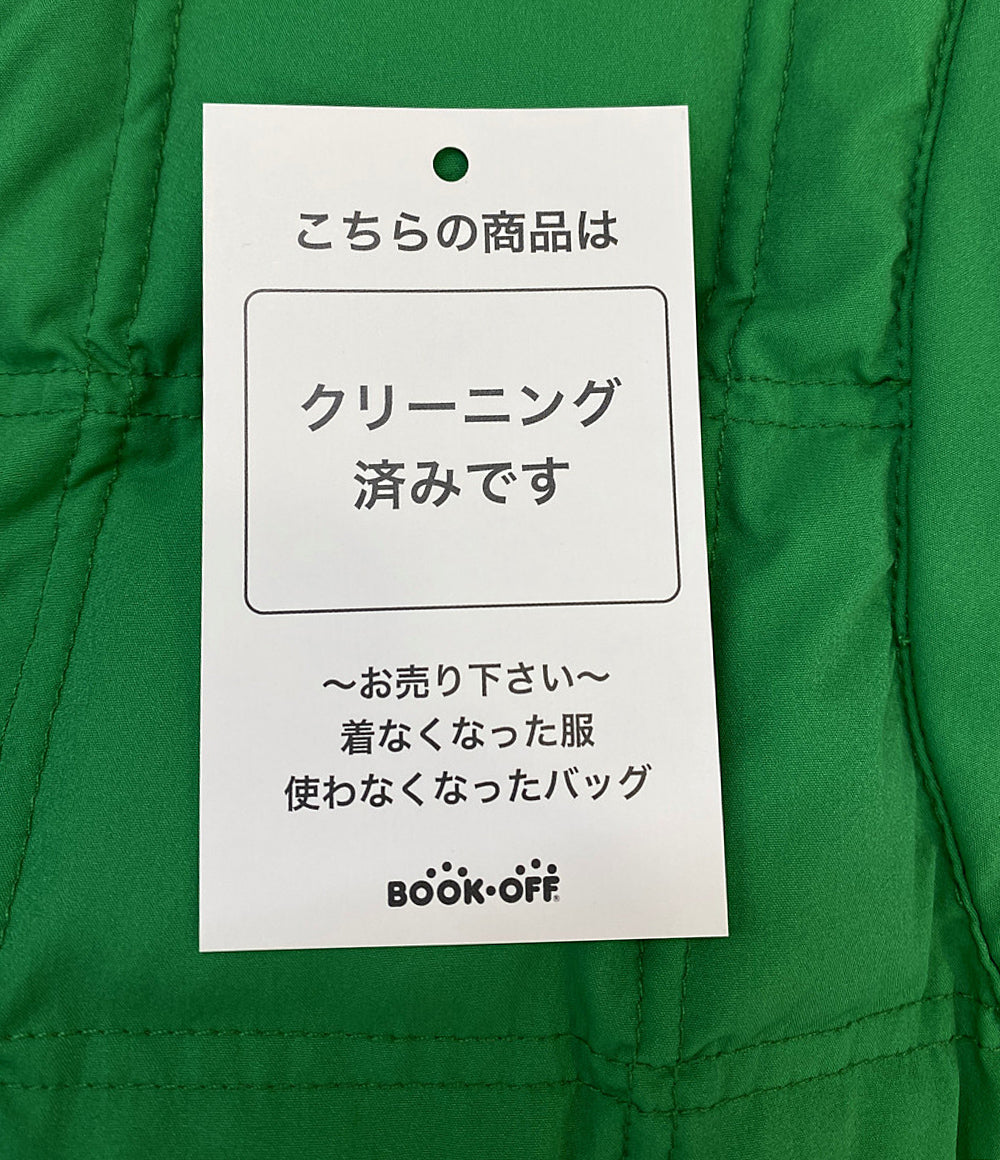 こちらの商品は
クリーニング
済みです
～お売り下さい～
着なくなった服
使わなくなったバッグ
BOOK•OFF®